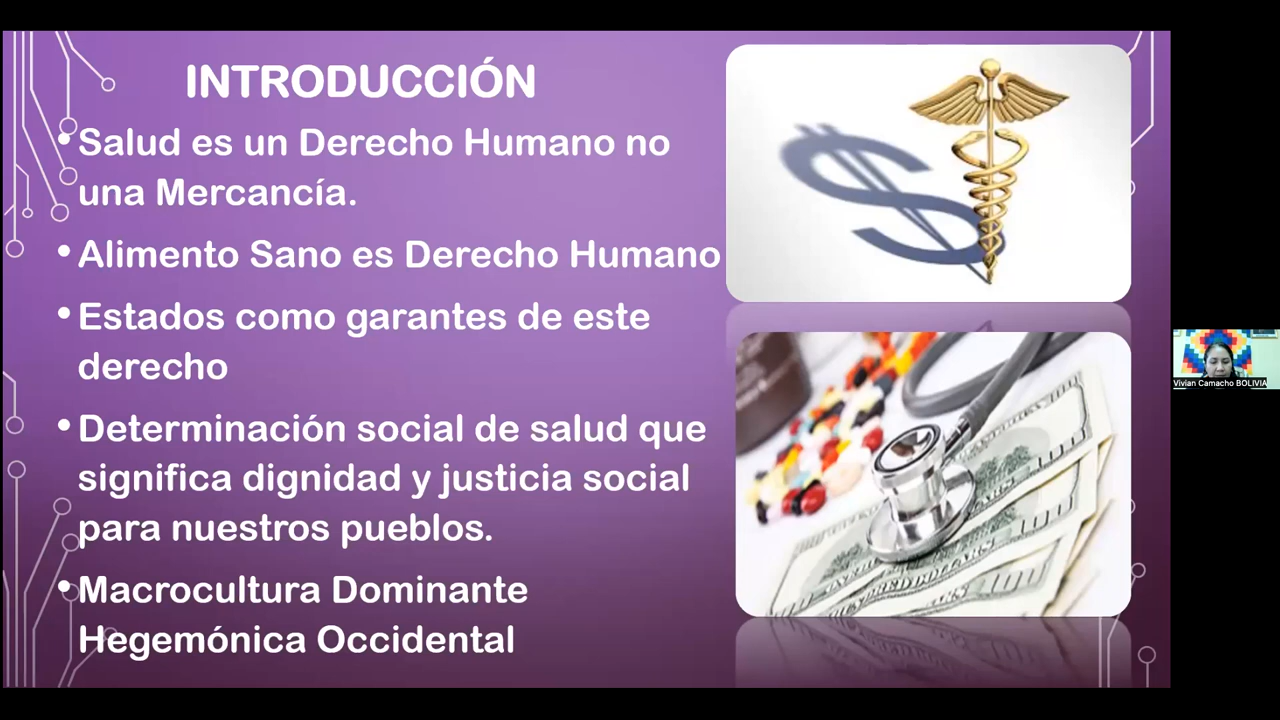 INTRODUCCIÓN
• Salud es un Derecho Humano no
una Mercancía.
• Alimento Sano es Derecho Humano
• Estados como garantes de este
derecho
• Determinación social de salud que
significa dignidad y justicia social
para nuestros pueblos.
• Macrocultura Dominante
Hegemónica Occidental
Vivian Camacho BOLIVIA